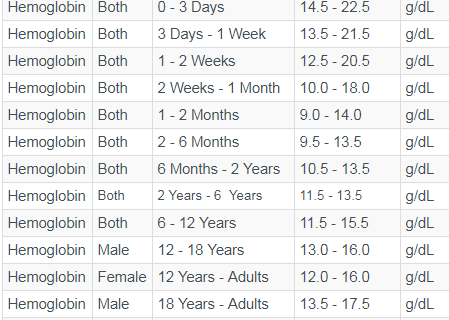 Hemoglobin Both 0 - 3 Days 14.5 - 22.5 g/dL
Hemoglobin Both 3 Days - 1 Week 13.5 - 21.5 g/dL
Hemoglobin Both 1 - 2 Weeks 12.5 - 20.5 g/dL
Hemoglobin Both 2 Weeks - 1 Month 10.0 - 18.0 g/dL
Hemoglobin Both 1 - 2 Months 9.0 - 14.0 g/dL
Hemoglobin Both 2 - 6 Months 9.5 - 13.5 g/dL
Hemoglobin Both 6 Months - 2 Years 10.5 - 13.5 g/dL
Hemoglobin Both 2 Years - 6 Years 11.5 - 13.5 g/dL
Hemoglobin Both 6 - 12 Years 11.5 - 15.5 g/dL
Hemoglobin Male 12 - 18 Years 13.0 - 16.0 g/dL
Hemoglobin Female 12 Years - Adults 12.0 - 16.0 g/dL
Hemoglobin Male 18 Years - Adults 13.5 - 17.5 g/dL